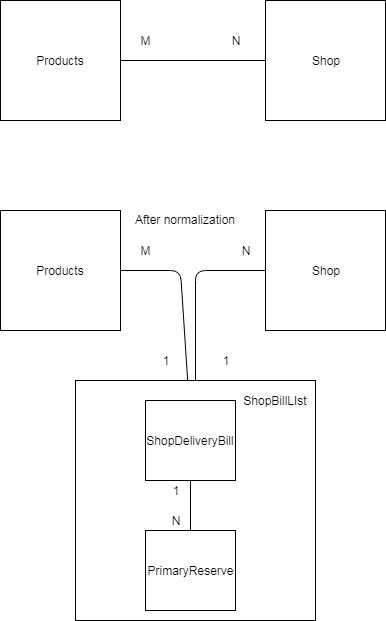 M
N
Products
Shop
After normalization
M
N
Products
Shop
1
1
ShopBillLIst
ShopDeliveryBill
1
N
PrimaryReserve